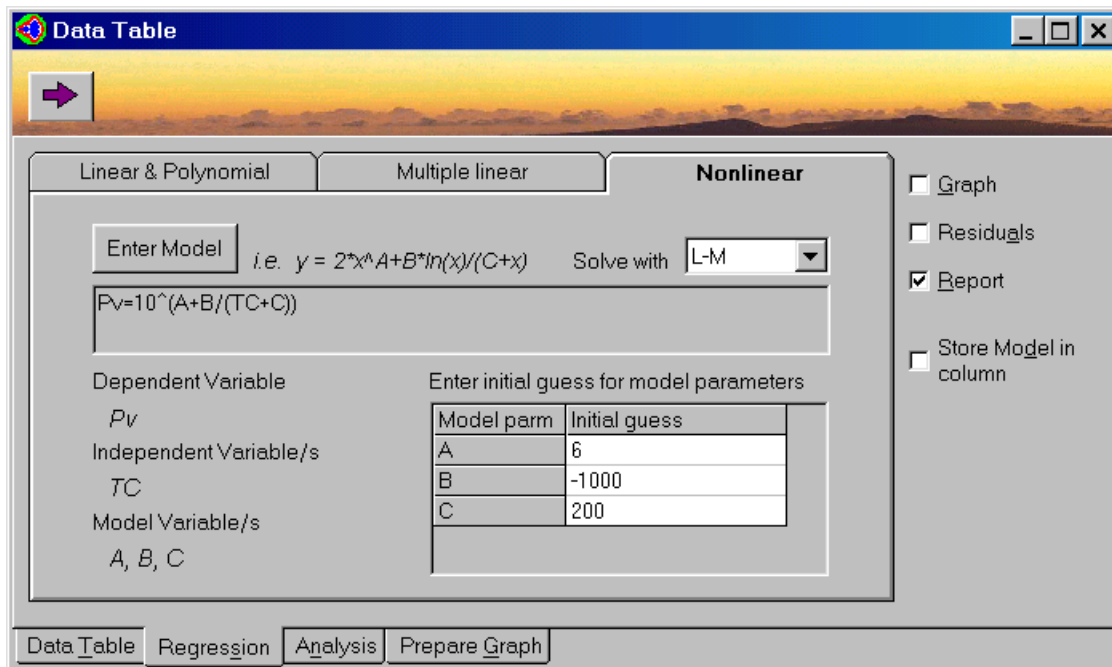 Data Table
Linear & Polynomial
Multiple linear
Nonlinear
Enter Model
i.e. y = 2*x^A+B*ln(x)/(C+x)
Solve with
L-M
Pv=10^(A+B/(TC+C))
Dependent Variable
Pv
Independent Variable/s
TC
Model Variable/s
A, B, C
Enter initial guess for model parameters
Model parm Initial guess
A 6
B -1000
C 200
Graph
Residuals
Report
Store Model in
column
Data Table
Regression
Analysis
Prepare Graph